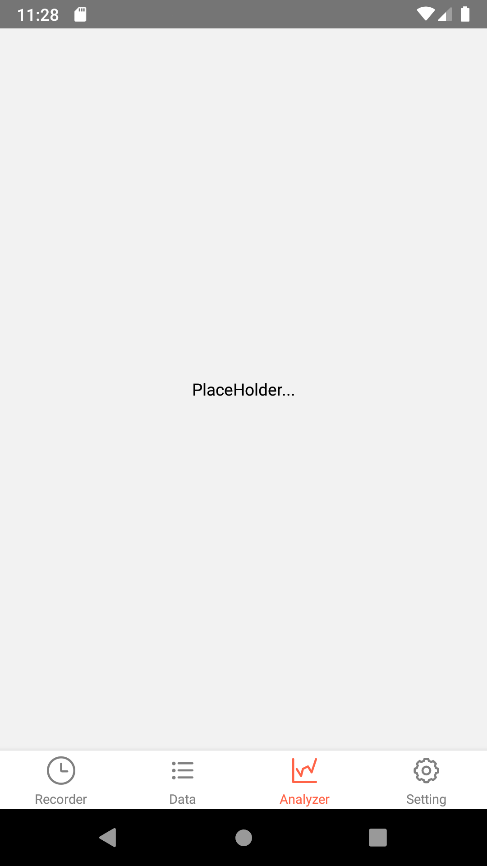 11:28
PlaceHolder...
Recorder
Data
Analyzer
Setting